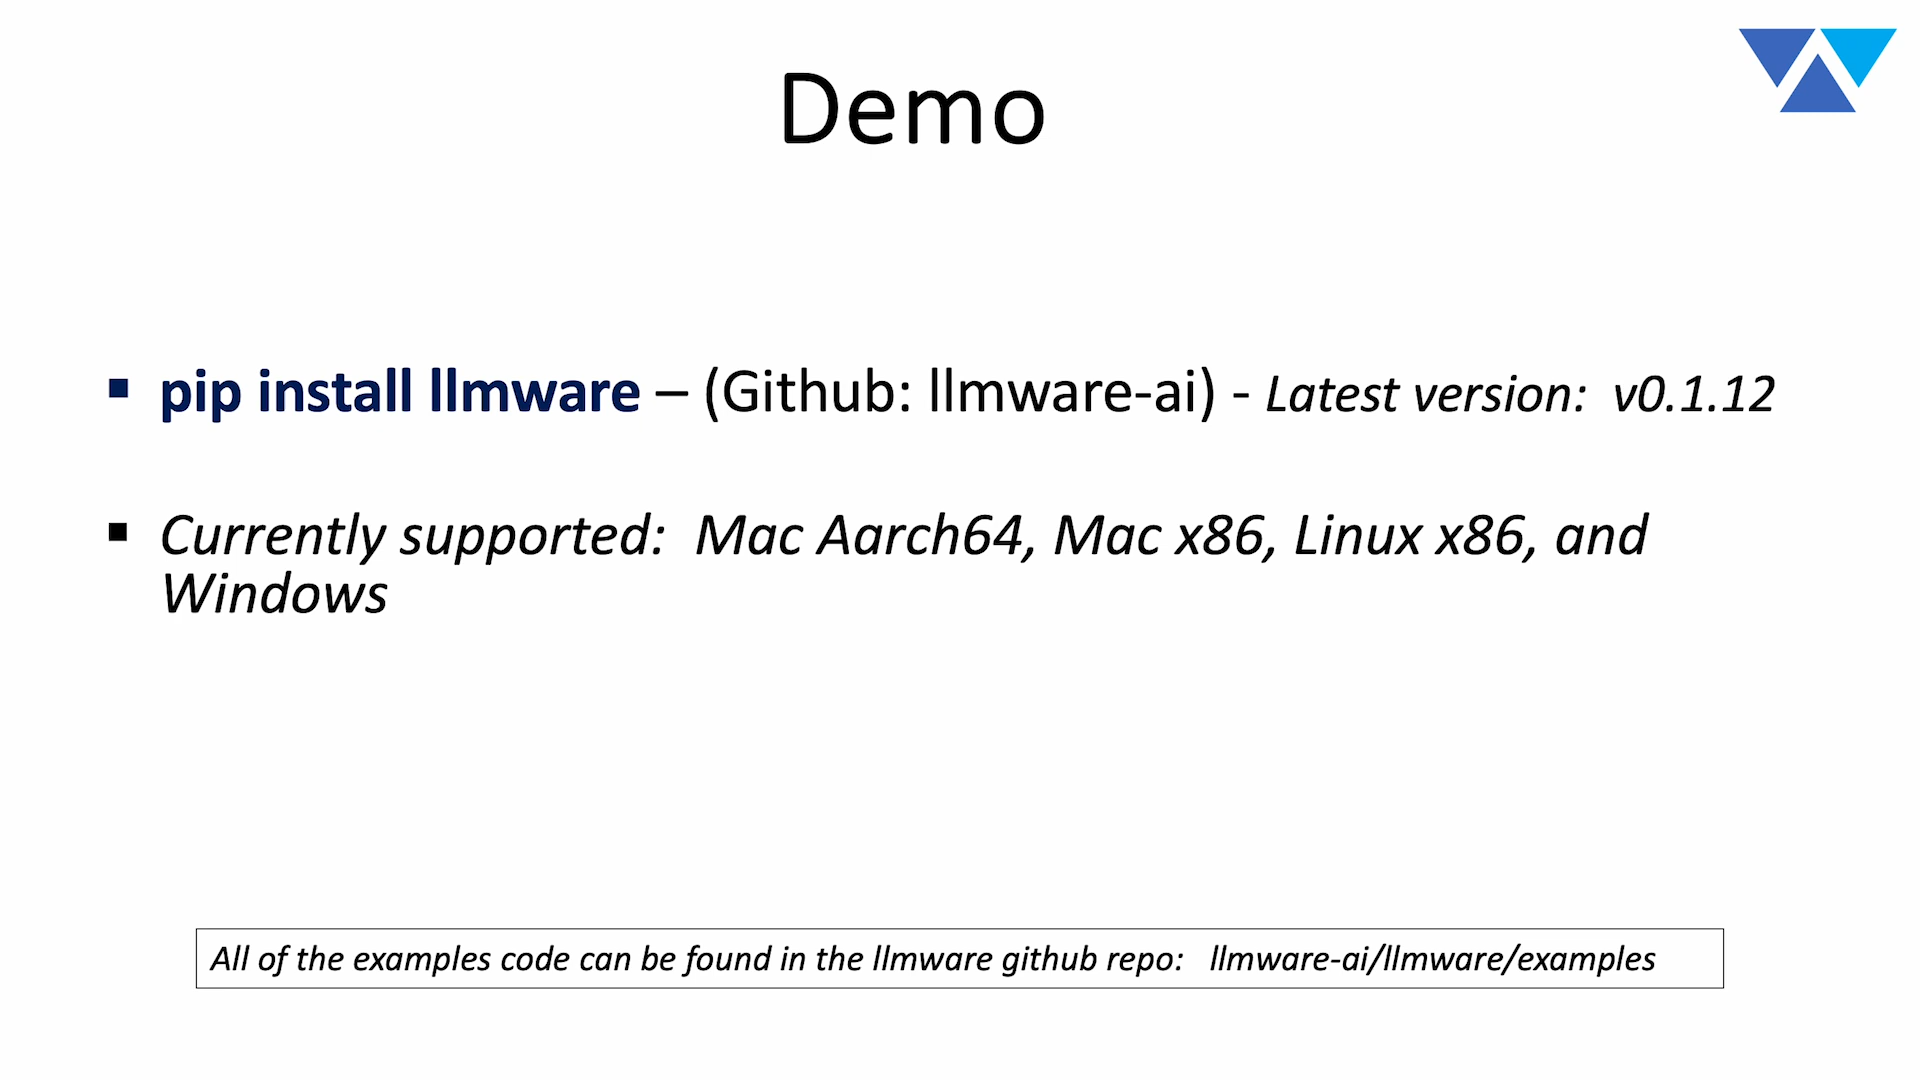 Demo
▪ pip install llmware – (Github: llmware-ai) - Latest version: v0.1.12
▪ Currently supported: Mac Aarch64, Mac x86, Linux x86, and
Windows
All of the examples code can be found in the llmware github repo: llmware-ai/llmware/examples